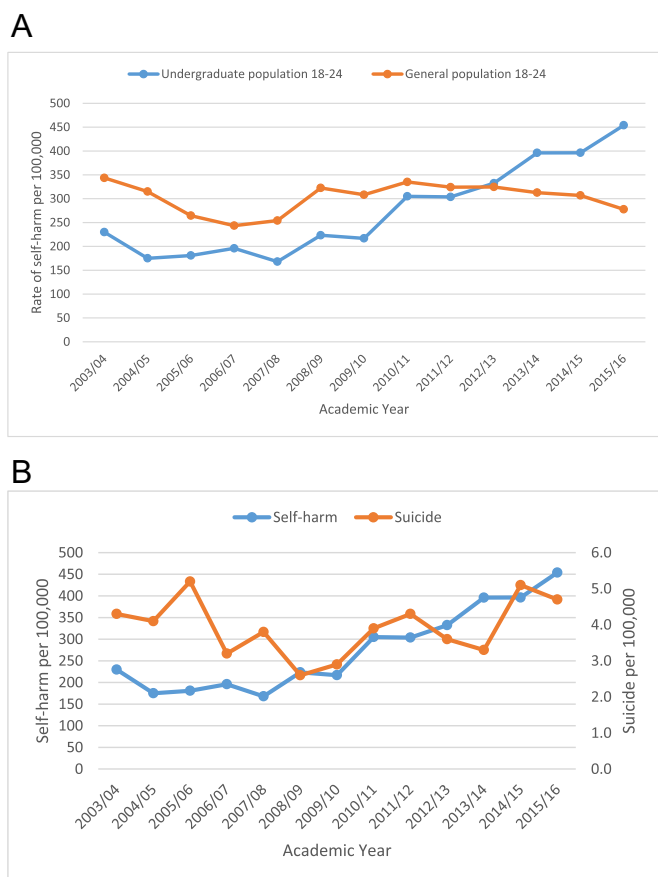 A
Undergraduate population 18-24 General population 18-24
500
450
400
350
300
250
200
150
100
50
0
Rate of self-harm per 100,000
2003/04 2004/05 2005/06 2006/07 2007/08 2008/09 2009/10 2010/11 2011/12 2012/13 2013/14 2014/15 2015/16
Academic Year
B
Self-harm Suicide
500 6.0
450
400 5.0
350
300 4.0
250 3.0
200
150 2.0
100
50 1.0
0 0.0
Self-harm per 100,000
Suicide per 100,000
2003/04 2004/05 2005/06 2006/07 2007/08 2008/09 2009/10 2010/11 2011/12 2012/13 2013/14 2014/15 2015/16
Academic Year